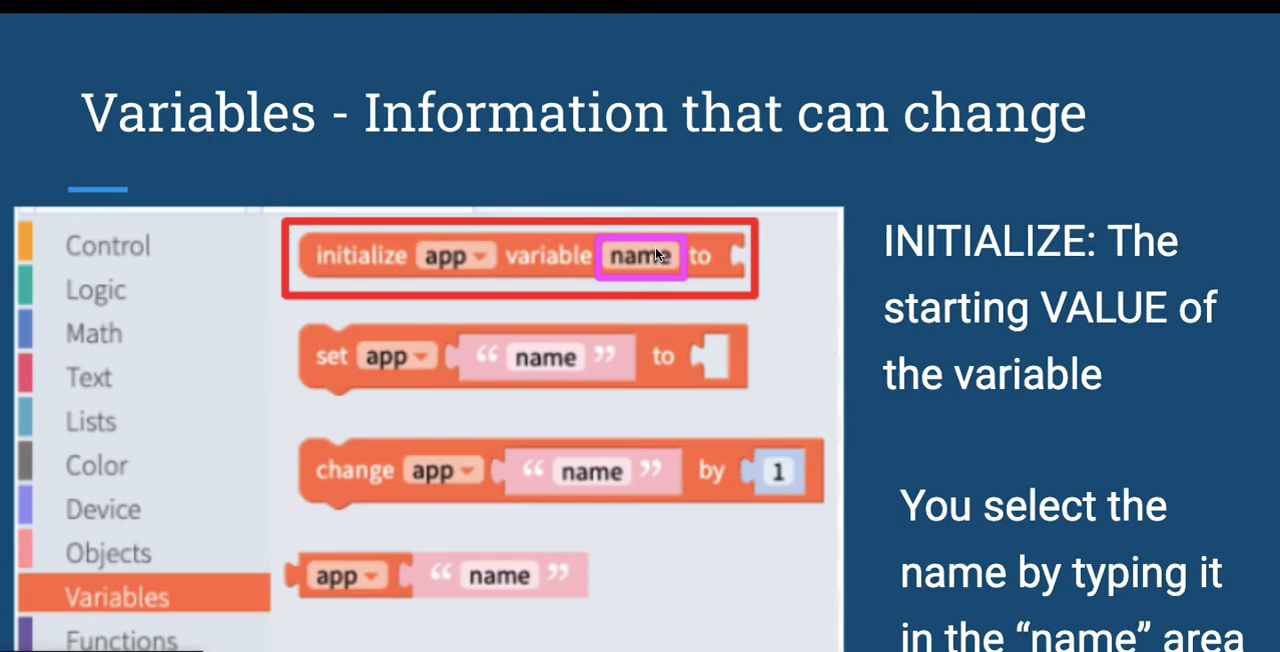 Variables - Information that can change
Control
Logic
Math
Text
Lists
Color
Device
Objects
Variables
Functions
initialize app variable name to
set app “ name ” to
change app “ name ” by 1
app “ name ”
INITIALIZE: The
starting VALUE of
the variable
You select the
name by typing it
in the “name” area